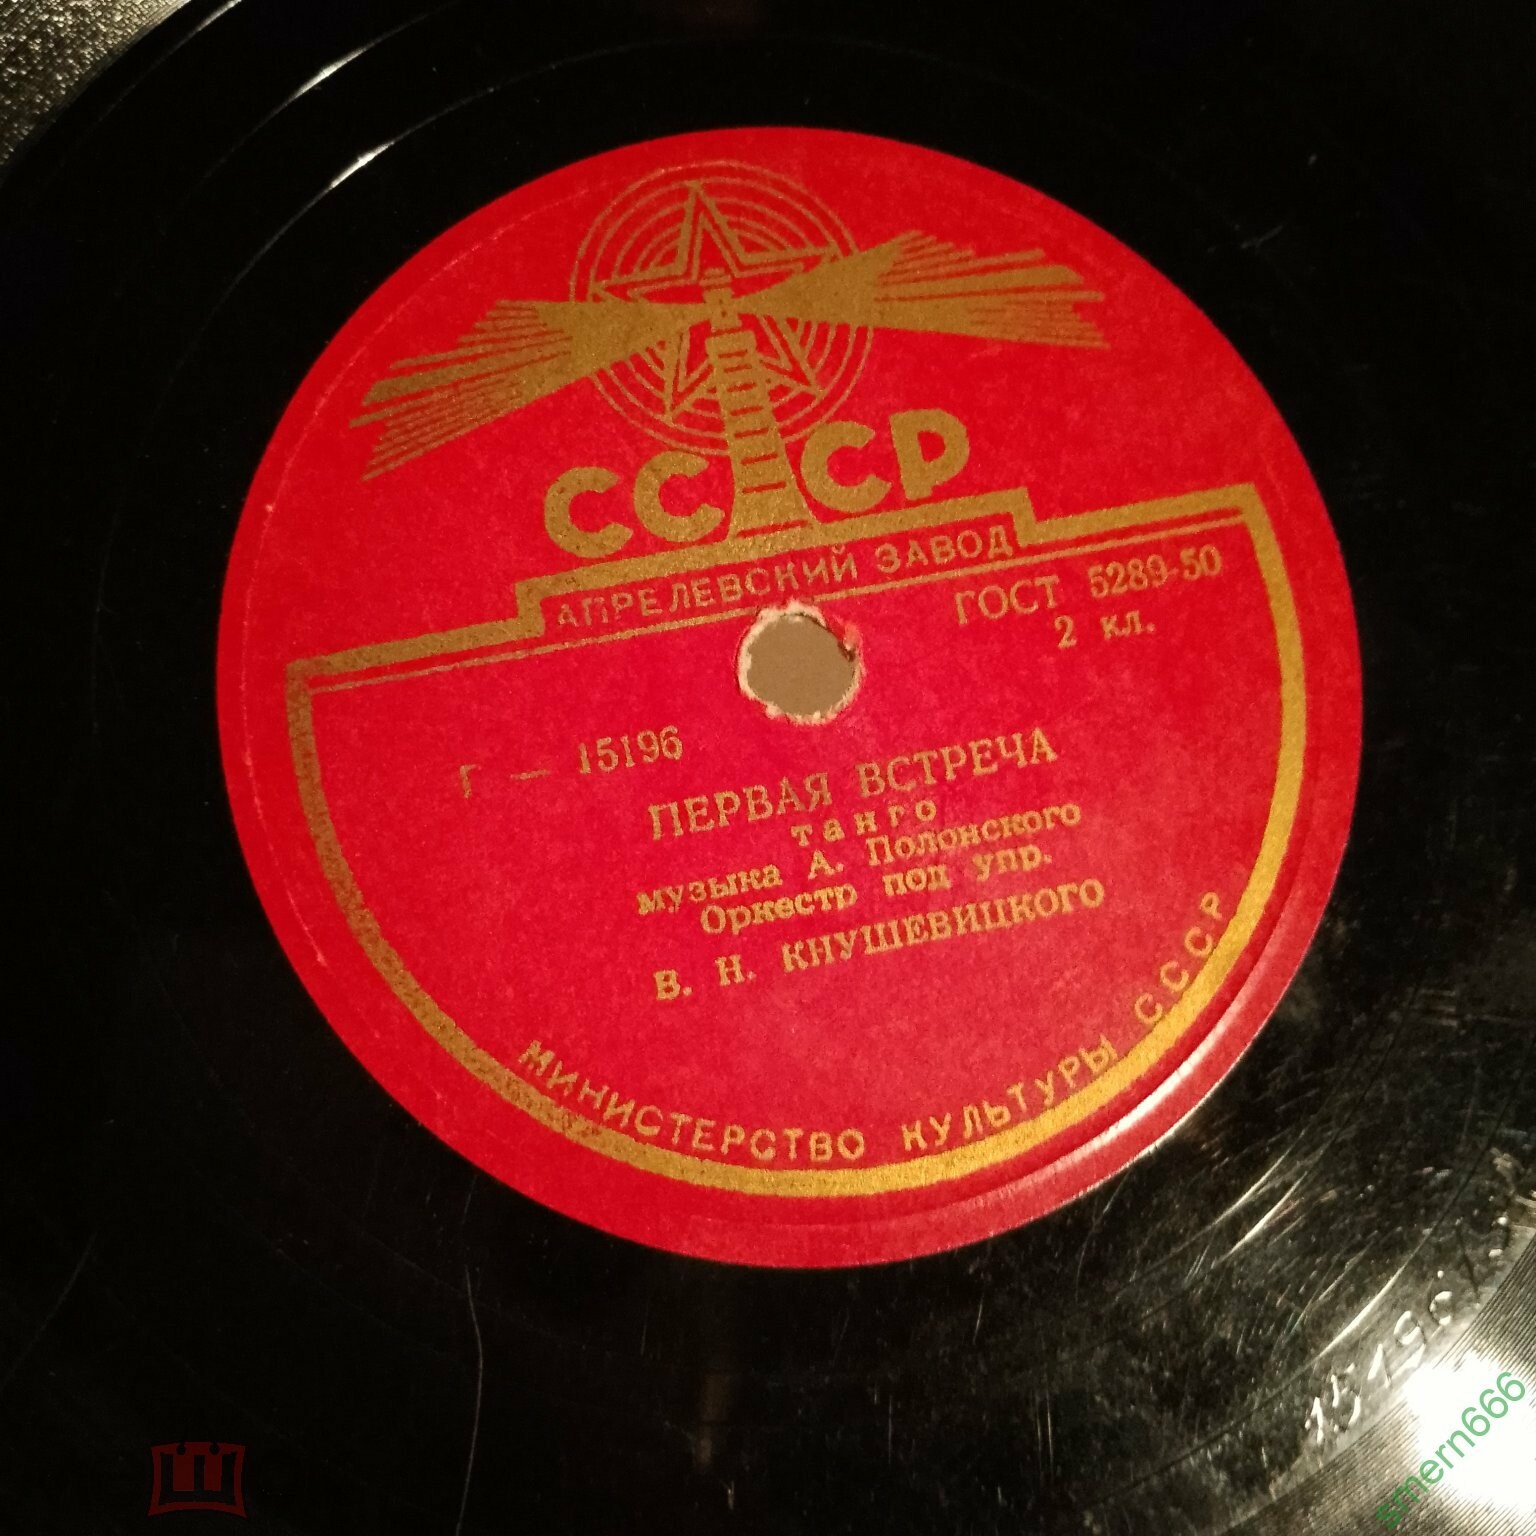 СССР
АПРЕЛЕВСКИЙ ЗАВОД
ГОСТ 5289-50
2 кл.
Г — 15196
ПЕРВАЯ ВСТРЕЧА
танго
музыка А. Полонского
Оркестр под упр.
В. Н. КНУШЕВИЦКОГО
МИНИСТЕРСТВО КУЛЬТУРЫ СССР
smern666